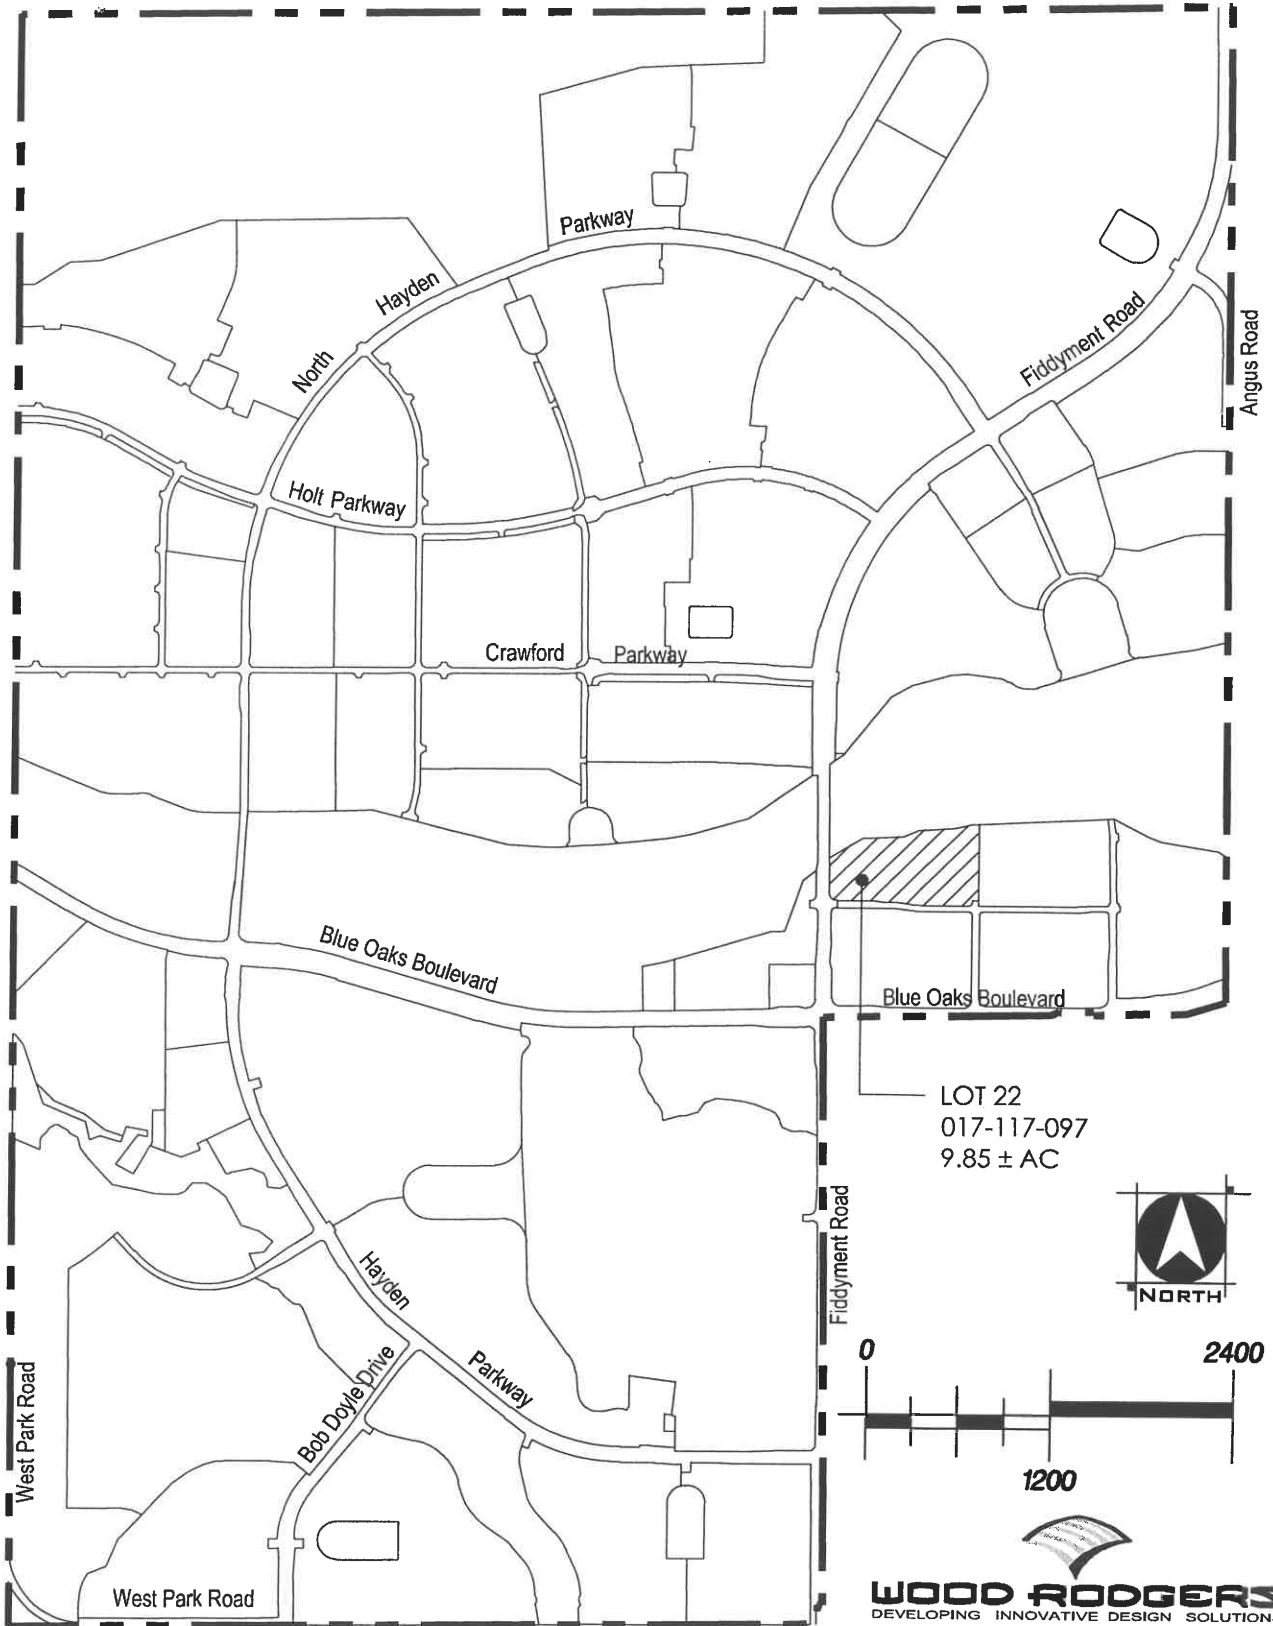 Parkway
Hayden
North
Fiddyment Road
Angus Road
Holt Parkway
Crawford Parkway
Blue Oaks Boulevard
Blue Oaks Boulevard
LOT 22
017-117-097
9.85 ± AC
Fiddyment Road
NORTH
Hayden
Parkway
Bob Doyle Drive
West Park Road
West Park Road
0 2400
1200
WOOD RODGERS
DEVELOPING INNOVATIVE DESIGN SOLUTION